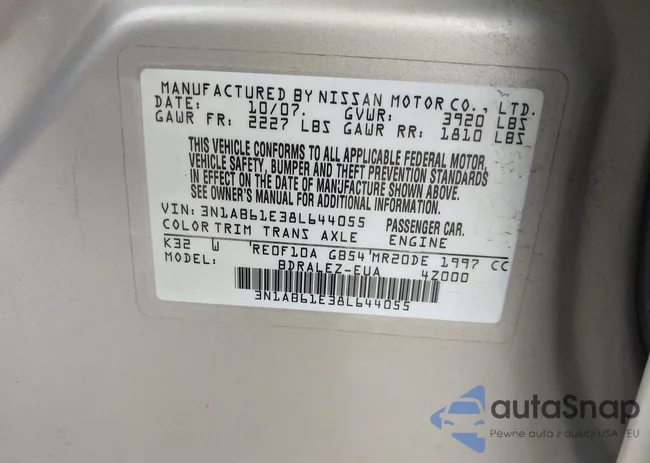 MANUFACTURED BY NISSAN MOTOR CO., LTD.
DATE: 10/07. GVWR: 3920 LBS
GAWR FR: 2227 LBS GAWR RR: 1810 LBS
THIS VEHICLE CONFORMS TO ALL APPLICABLE FEDERAL MOTOR
VEHICLE SAFETY, BUMPER AND THEFT PREVENTION STANDARDS
IN EFFECT ON THE DATE OF MANUFACTURE SHOWN ABOVE.
SEE OWNER'S MANUAL FOR ADDITIONAL INFORMATION.
VIN: 3N1AB61E38L644055 PASSENGER CAR.
COLOR TRIM TRANS AXLE ENGINE
K32 W RE0F10A GB54 MR20DE 1997 CC
MODEL: BDRALEZ-EUA 4Z000
3N1AB61E38L644055
autaSnap
Pewne auta z aukcji USA i EU